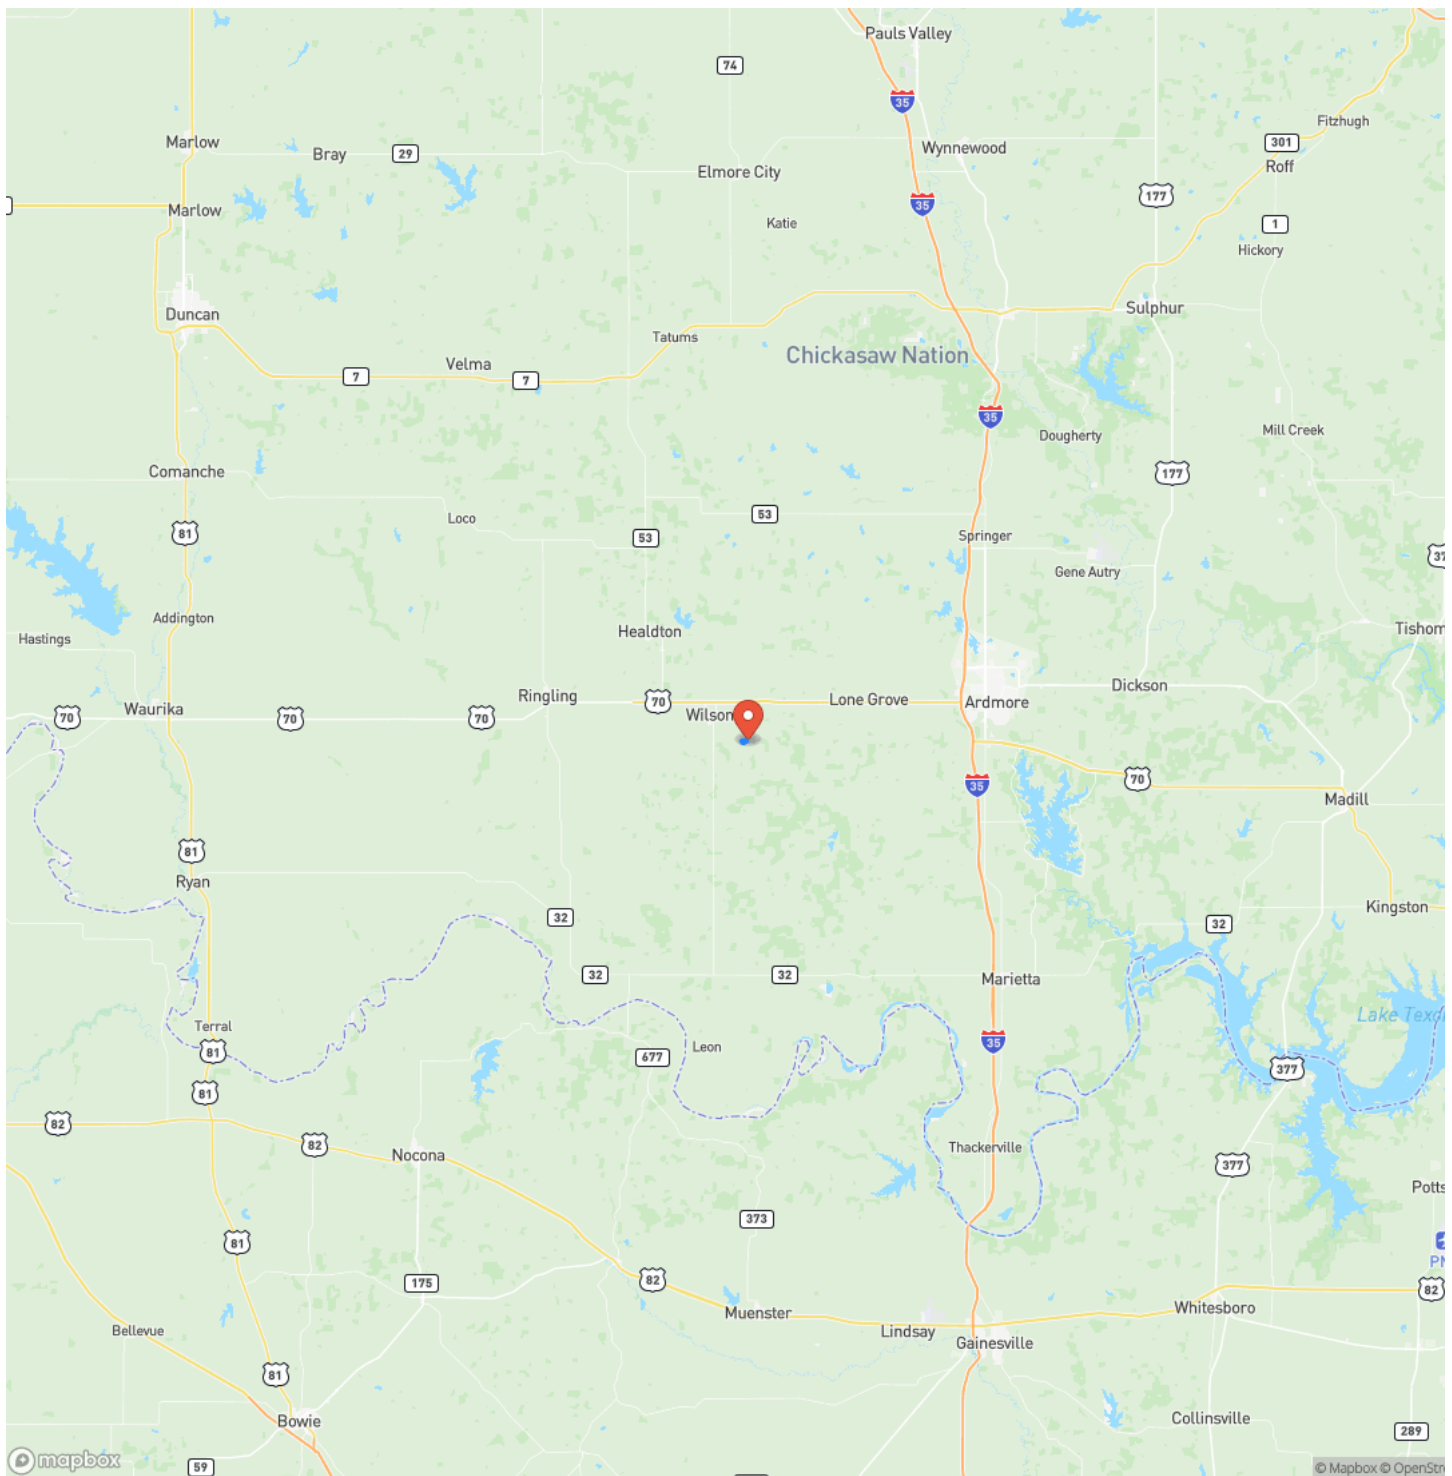 Pauls Valley
74
35
Fitzhugh
Marlow
Bray
29
Wynnewood
301
Roff
Elmore City
177
35
Marlow
Katie
1
Hickory
Duncan
Sulphur
Tatums
Chickasaw Nation
Velma
7
7
35
Dougherty
Mill Creek
Comanche
177
53
Loco
81
53
Springer
37
Gene Autry
Addington
Hastings
Healdton
Tishom
Dickson
Ringling
70
Lone Grove
Ardmore
Waurika
70
70
70
Wilson
35
70
Madill
81
Ryan
Kingston
32
32
32
32
Marietta
Lake Texo
Terral
81
35
Leon
677
377
81
82
82
Nocona
Thackerville
377
Potts
373
81
PN
175
82
82
Whitesboro
Muenster
Lindsay
Gainesville
Bellevue
81
Bowie
Collinsville
289
mapbox
59
© Mapbox © OpenStre